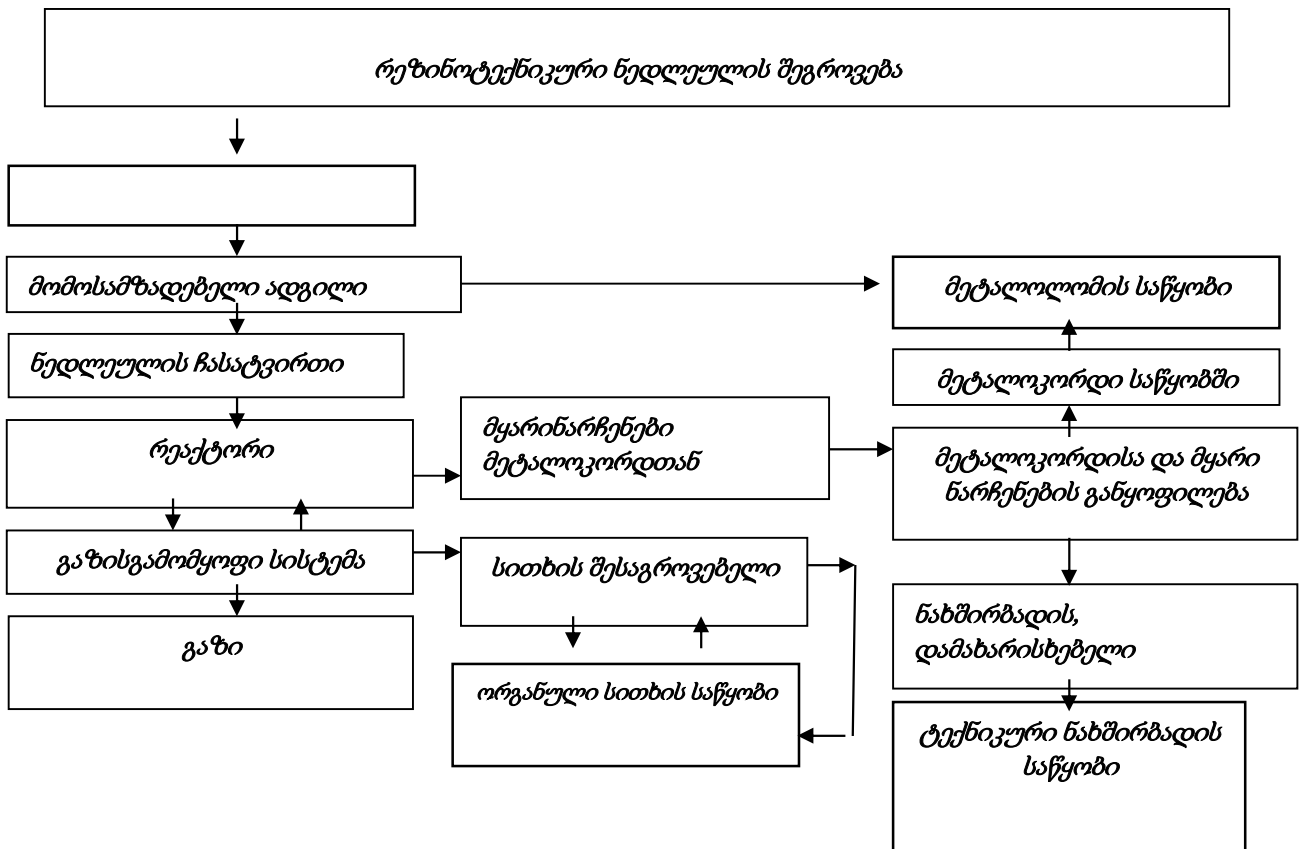 რეზინოტექნიკური ნედლეულის შეგროვება
მომოსამზადებელი ადგილი
მეტალოლომის საწყობი
ნედლეულის ჩასატვირთი
მეტალოკორდი საწყობში
რეაქტორი
მყარინარჩენები
მეტალოკორდთან
მეტალოკორდისა და მყარი
ნარჩენების განყოფილება
გაზისგამომყოფი სისტემა
სითხის შესაგროვებელი
ნახშირბადის,
დამახარისხებელი
გაზი
ორგანული სითხის საწყობი
ტექნიკური ნახშირბადის
საწყობი